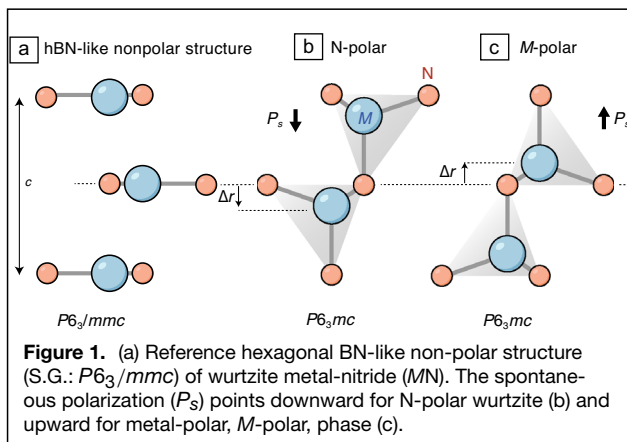 a hBN-like nonpolar structure
b N-polar
c M-polar
N
M
Pₛ
Pₛ
c
Δr
Δr
P6₃/mmc
P6₃mc
P6₃mc
Figure 1. (a) Reference hexagonal BN-like non-polar structure
(S.G.: P6₃/mmc) of wurtzite metal-nitride (MN). The spontane-
ous polarization (Pₛ) points downward for N-polar wurtzite (b) and
upward for metal-polar, M-polar, phase (c).